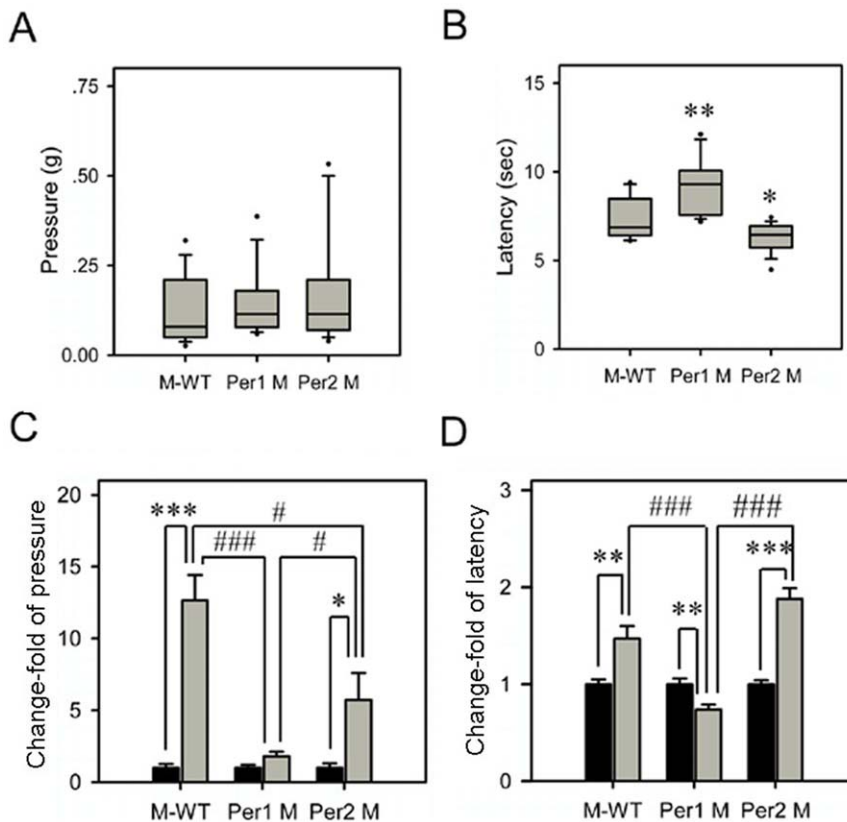 A
Pressure (g)
.75
.50
.25
0.00
M-WT Per1 M Per2 M
B
Latency (sec)
15
10
5
0
**
*
M-WT Per1 M Per2 M
C
Change-fold of pressure
20
15
10
5
0
***
#
###
#
*
M-WT Per1 M Per2 M
D
Change-fold of latency
3
2
1
0
###
###
**
**
***
M-WT Per1 M Per2 M